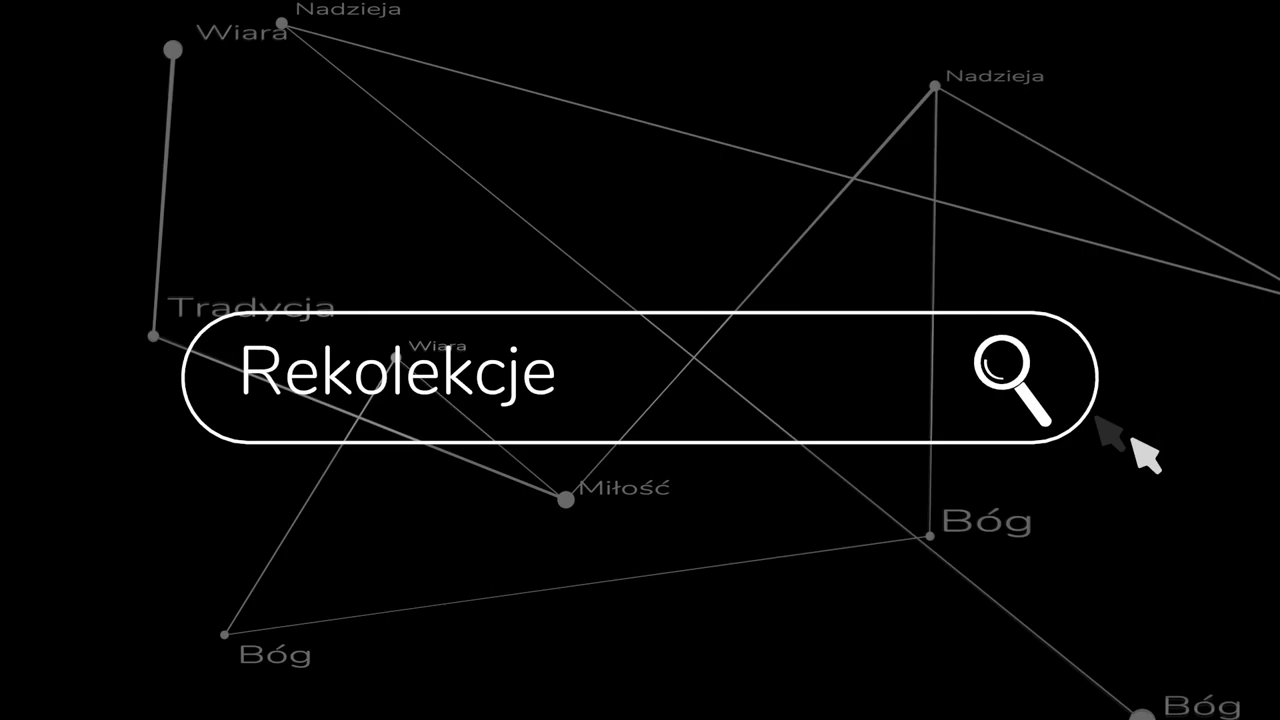 Nadzieja
Wiara
Nadzieja
Tradycja
Wiara
Rekolekcje
Miłość
Bóg
Bóg
Bóg